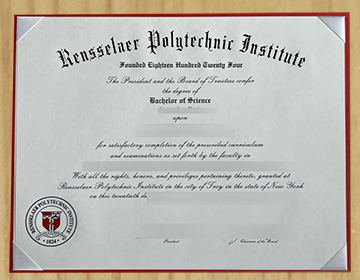 Rensselaer Polytechnic Institute
Founded Eighteen Hundred Twenty Four
The President and the Board of Trustees confer
the degree of
Bachelor of Science
upon
for satisfactory completion of the prescribed curriculum
and examinations as set forth by the faculty in
With all the rights, honors, and privileges pertaining thereto, granted at
Rensselaer Polytechnic Institute in the city of Troy in the state of New York
on this twentieth da
RENSSELAER POLYTECHNIC INSTITUTE
1824
President
Chairman of the Board